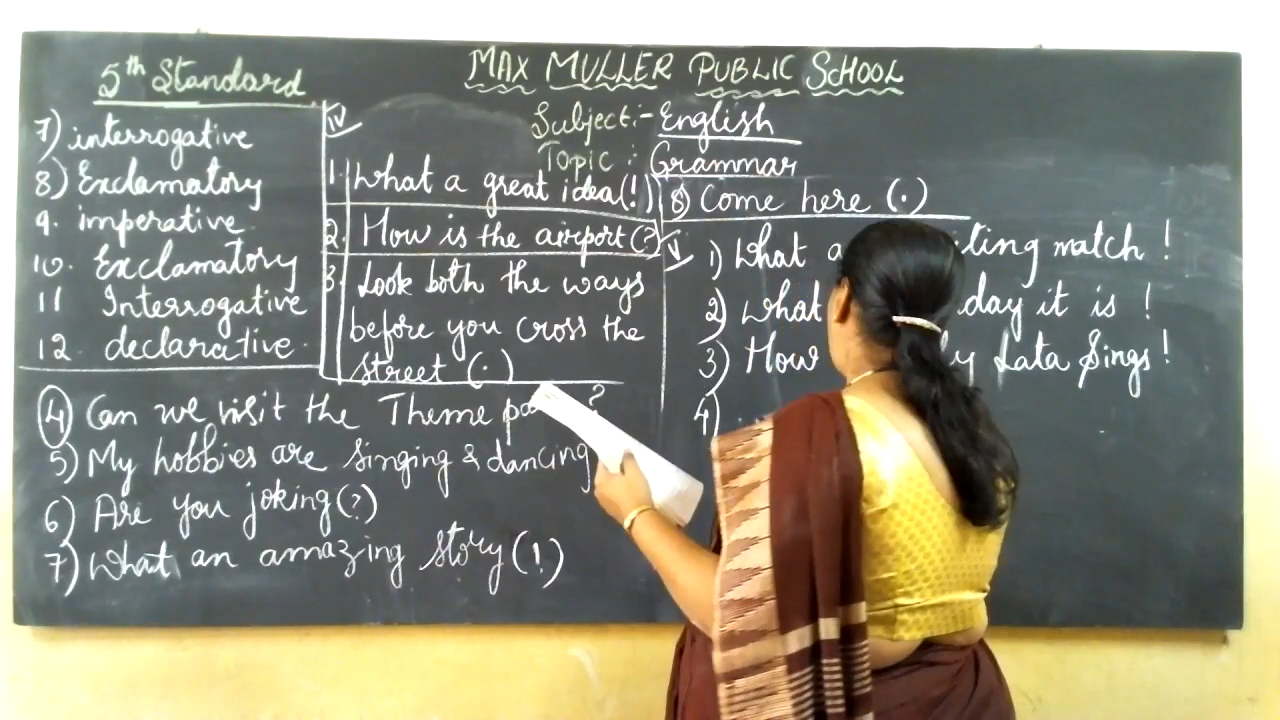 5th Standard
MAX MULLER PUBLIC SCHOOL
Subject:- English
Topic : Grammar
7) interrogative
8) Exclamatory
9. imperative
10. Exclamatory
11 Interrogative
12. declarative
IV
1. What a great idea(!)
2. How is the airport(?)
3. Look both the ways
before you cross the
street (.)
4) Can we visit the Theme ?
5) My hobbies are singing & dancing
6) Are you joking(?)
7) What an amazing story(!)
8) Come here (.)
V
1) What a match !
2) What day it is !
3) How Lata Sings!
4)